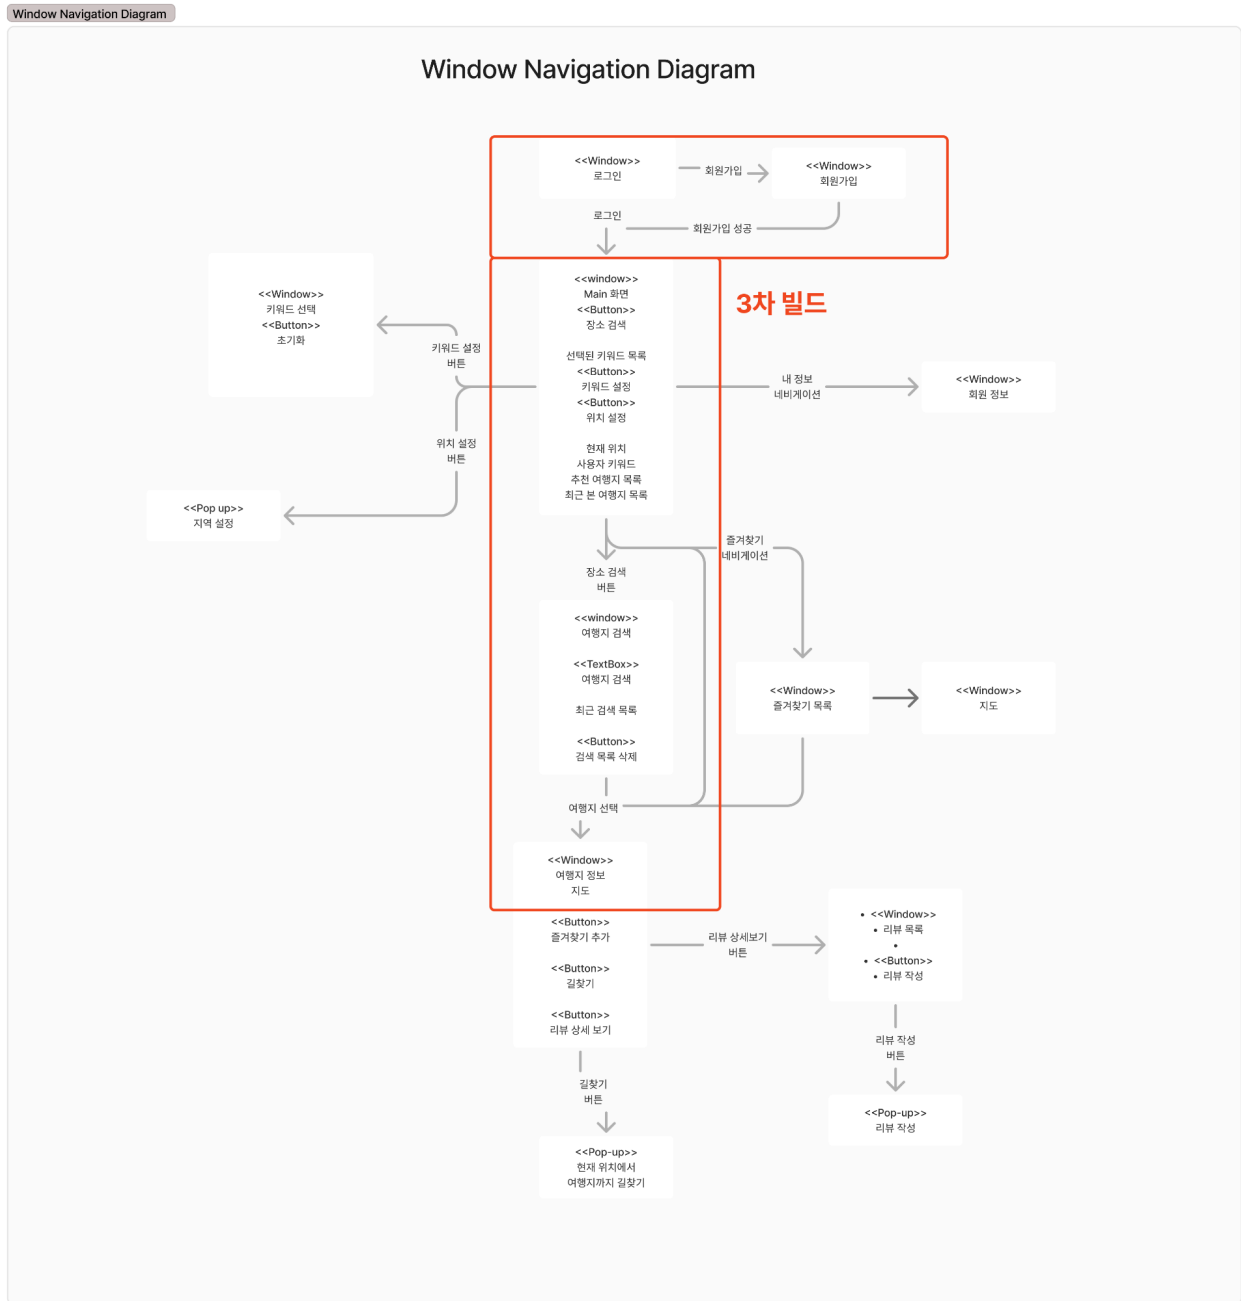 Window Navigation Diagram
Window Navigation Diagram
<<Window>>
로그인
회원가입
<<Window>>
회원가입
로그인
회원가입 성공
<<window>>
Main 화면
<<Button>>
장소 검색
선택된 키워드 목록
<<Button>>
키워드 설정
<<Button>>
위치 설정
현재 위치
사용자 키워드
추천 여행지 목록
최근 본 여행지 목록
3차 빌드
<<Window>>
키워드 선택
<<Button>>
초기화
키워드 설정
버튼
위치 설정
버튼
<<Pop up>>
지역 설정
내 정보
네비게이션
<<Window>>
회원 정보
즐겨찾기
네비게이션
장소 검색
버튼
<<window>>
여행지 검색
<<TextBox>>
여행지 검색
최근 검색 목록
<<Button>>
검색 목록 삭제
<<Window>>
즐겨찾기 목록
<<Window>>
지도
여행지 선택
<<Window>>
여행지 정보
지도
<<Button>>
즐겨찾기 추가
<<Button>>
길찾기
<<Button>>
리뷰 상세 보기
리뷰 상세보기
버튼
• <<Window>>
• 리뷰 목록
•
• <<Button>>
• 리뷰 작성
리뷰 작성
버튼
<<Pop-up>>
리뷰 작성
길찾기
버튼
<<Pop-up>>
현재 위치에서
여행지까지 길찾기